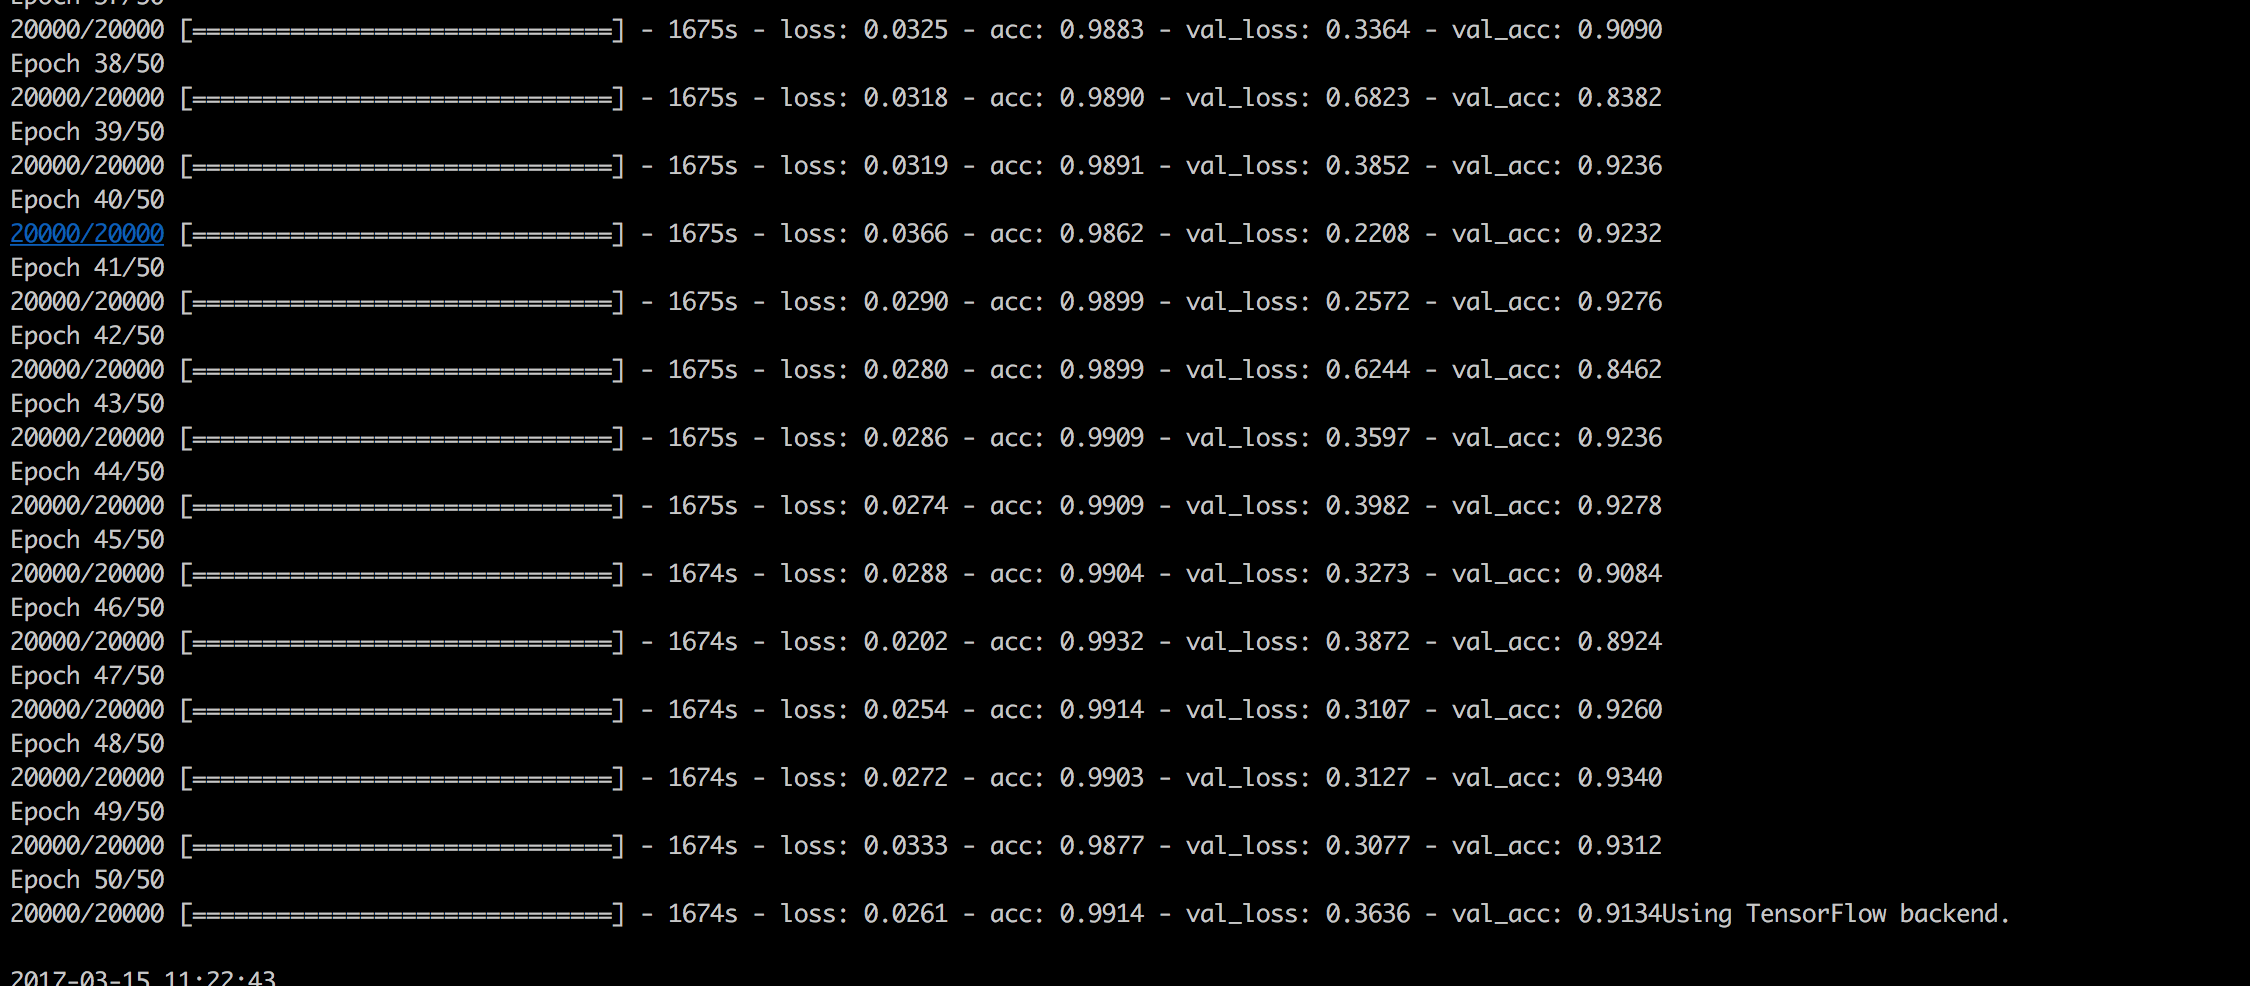 Epoch 37/50
20000/20000 [==============================] - 1675s - loss: 0.0325 - acc: 0.9883 - val_loss: 0.3364 - val_acc: 0.9090
Epoch 38/50
20000/20000 [==============================] - 1675s - loss: 0.0318 - acc: 0.9890 - val_loss: 0.6823 - val_acc: 0.8382
Epoch 39/50
20000/20000 [==============================] - 1675s - loss: 0.0319 - acc: 0.9891 - val_loss: 0.3852 - val_acc: 0.9236
Epoch 40/50
20000/20000 [==============================] - 1675s - loss: 0.0366 - acc: 0.9862 - val_loss: 0.2208 - val_acc: 0.9232
Epoch 41/50
20000/20000 [==============================] - 1675s - loss: 0.0290 - acc: 0.9899 - val_loss: 0.2572 - val_acc: 0.9276
Epoch 42/50
20000/20000 [==============================] - 1675s - loss: 0.0280 - acc: 0.9899 - val_loss: 0.6244 - val_acc: 0.8462
Epoch 43/50
20000/20000 [==============================] - 1675s - loss: 0.0286 - acc: 0.9909 - val_loss: 0.3597 - val_acc: 0.9236
Epoch 44/50
20000/20000 [==============================] - 1675s - loss: 0.0274 - acc: 0.9909 - val_loss: 0.3982 - val_acc: 0.9278
Epoch 45/50
20000/20000 [==============================] - 1674s - loss: 0.0288 - acc: 0.9904 - val_loss: 0.3273 - val_acc: 0.9084
Epoch 46/50
20000/20000 [==============================] - 1674s - loss: 0.0202 - acc: 0.9932 - val_loss: 0.3872 - val_acc: 0.8924
Epoch 47/50
20000/20000 [==============================] - 1674s - loss: 0.0254 - acc: 0.9914 - val_loss: 0.3107 - val_acc: 0.9260
Epoch 48/50
20000/20000 [==============================] - 1674s - loss: 0.0272 - acc: 0.9903 - val_loss: 0.3127 - val_acc: 0.9340
Epoch 49/50
20000/20000 [==============================] - 1674s - loss: 0.0333 - acc: 0.9877 - val_loss: 0.3077 - val_acc: 0.9312
Epoch 50/50
20000/20000 [==============================] - 1674s - loss: 0.0261 - acc: 0.9914 - val_loss: 0.3636 - val_acc: 0.9134Using TensorFlow backend.
2017-03-15 11:22:43